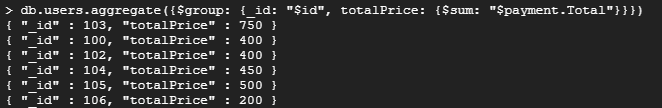 > db.users.aggregate({$group: {_id: "$id", totalPrice: {$sum: "$payment.Total"}}})
{ "_id" : 103, "totalPrice" : 750 }
{ "_id" : 100, "totalPrice" : 400 }
{ "_id" : 102, "totalPrice" : 400 }
{ "_id" : 104, "totalPrice" : 450 }
{ "_id" : 105, "totalPrice" : 500 }
{ "_id" : 106, "totalPrice" : 200 }